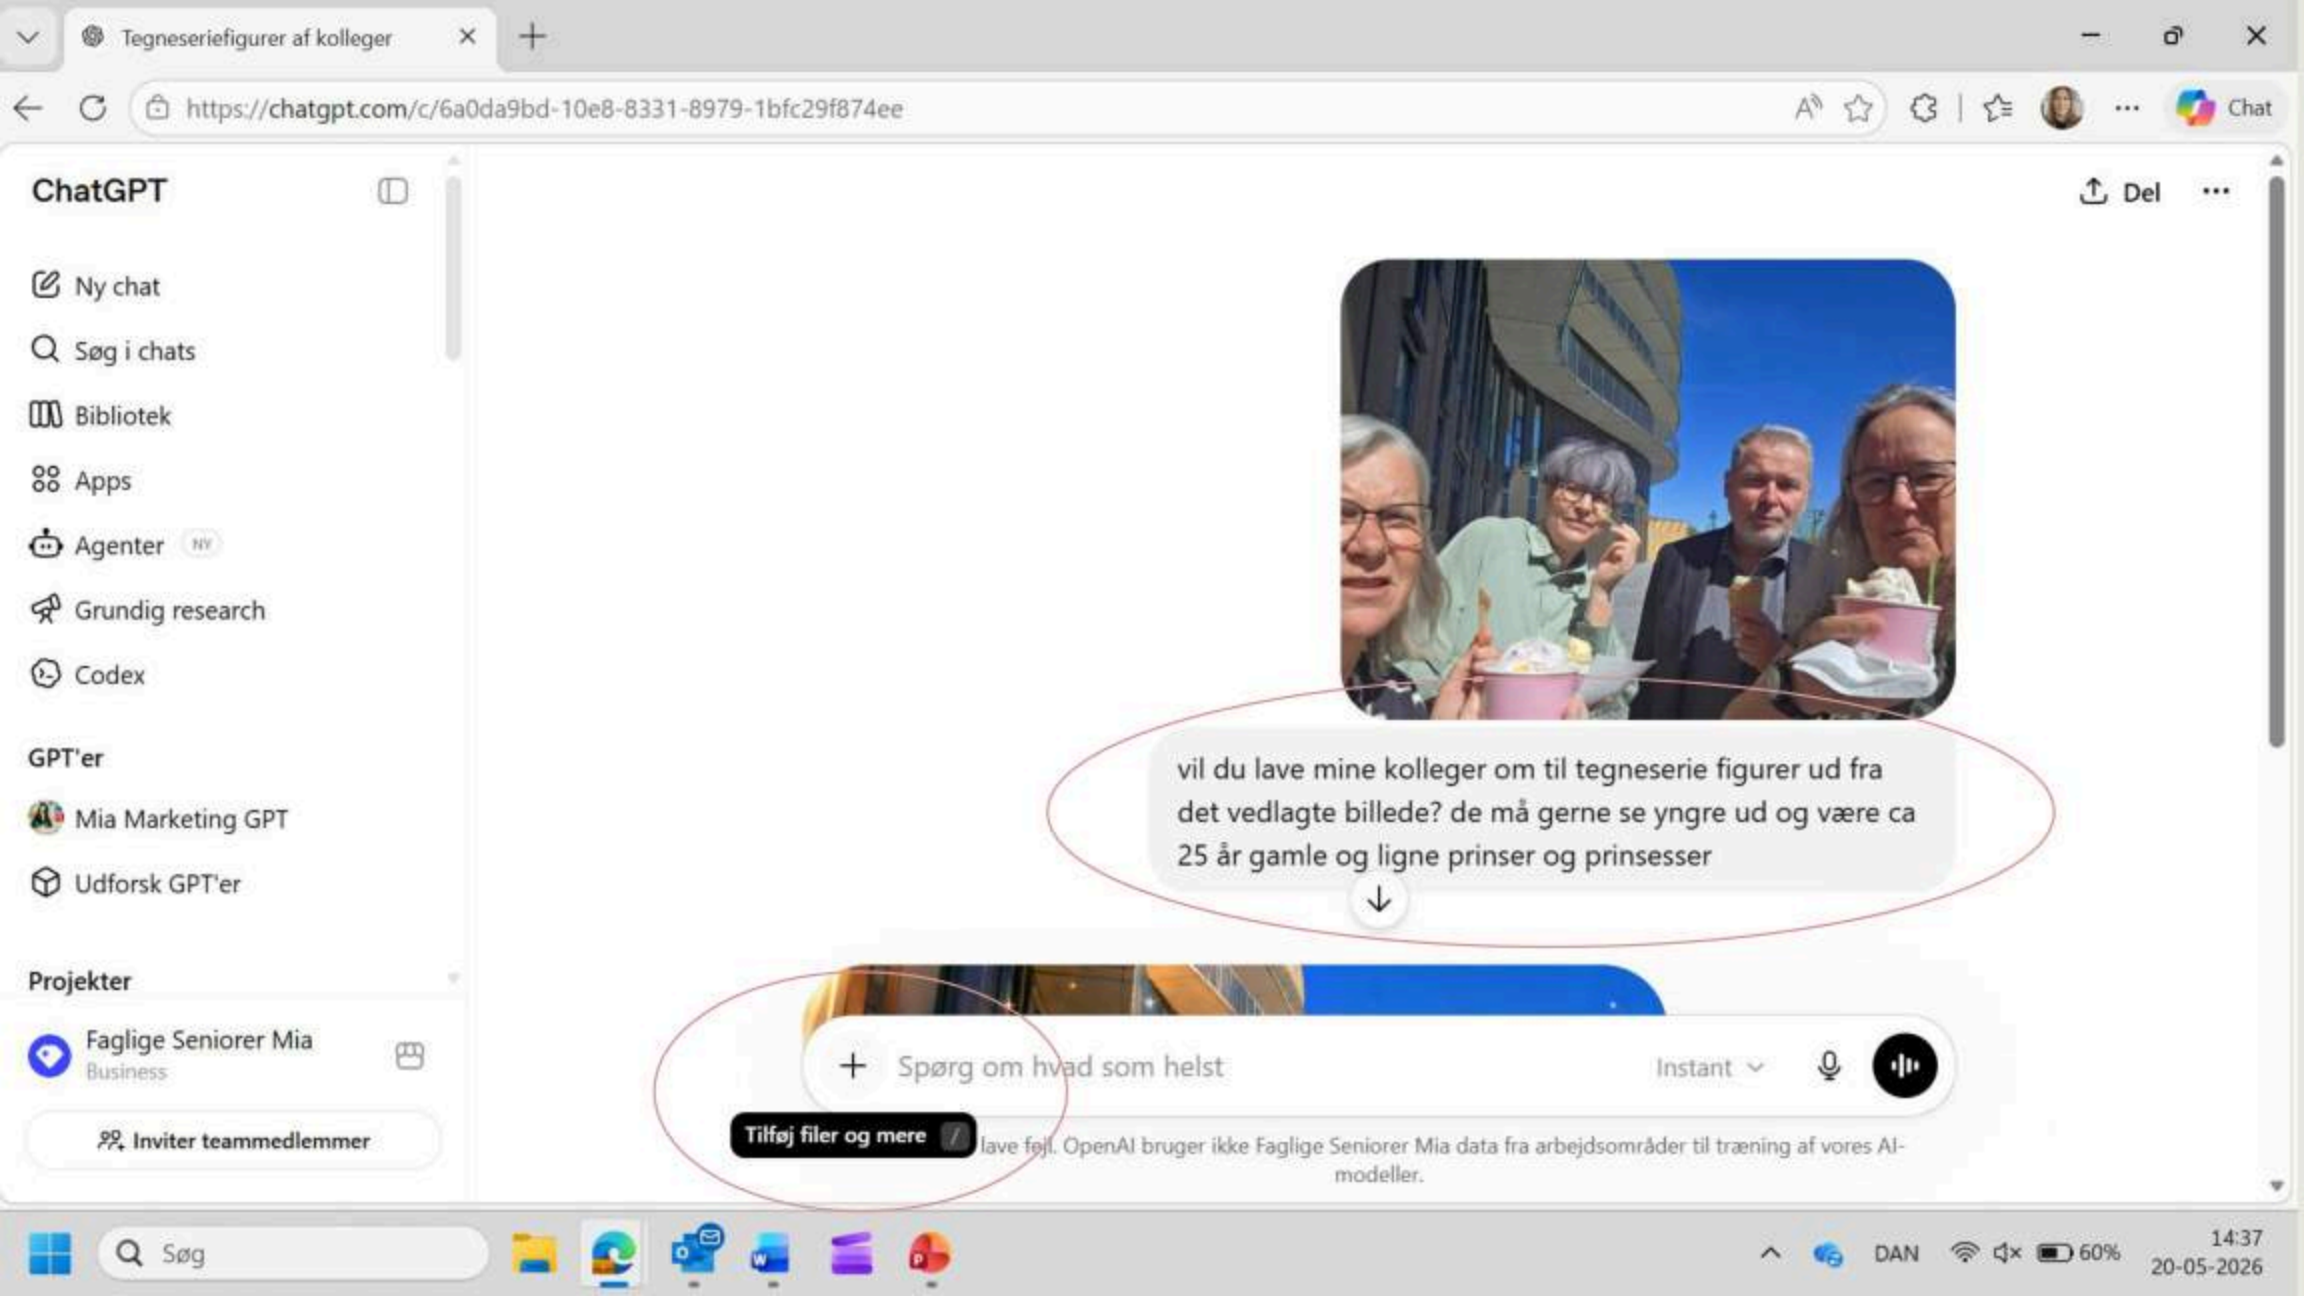 Tegneseriefigurer af kolleger
https://chatgpt.com/c/6a0da9bd-10e8-8331-8979-1bfc29f874ee
Chat
ChatGPT
Del
Ny chat
Søg i chats
Bibliotek
Apps
Agenter NY
Grundig research
Codex
GPT'er
Mia Marketing GPT
Udforsk GPT'er
Projekter
Faglige Seniorer Mia
Business
Inviter teammedlemmer
vil du lave mine kolleger om til tegneserie figurer ud fra
det vedlagte billede? de må gerne se yngre ud og være ca
25 år gamle og ligne prinser og prinsesser
Spørg om hvad som helst
Instant
Tilføj filer og mere /
lave fejl. OpenAI bruger ikke Faglige Seniorer Mia data fra arbejdsområder til træning af vores AI-
modeller.
Søg
DAN
60%
14:37
20-05-2026